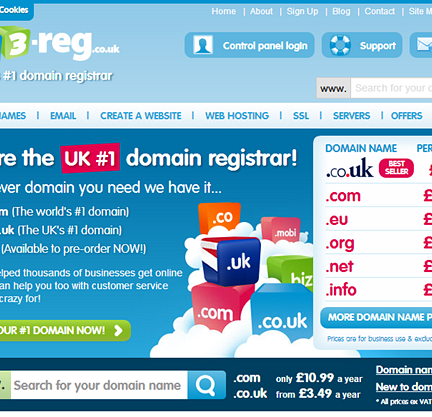 Cookies
Home | About | Sign Up | Blog | Contact | Site M
3-reg.co.uk
#1 domain registrar
Control panel login
Support
www. Search for your
AMES | EMAIL | CREATE A WEBSITE | WEB HOSTING | SSL | SERVERS | OFFERS
re the UK #1 domain registrar!
ever domain you need we have it...
om (The world's #1 domain)
.uk (The UK's #1 domain)
(Available to pre-order NOW!)
elped thousands of businesses get online
an help you too with customer service
crazy for!
OUR #1 DOMAIN NOW!
.co
.mobi
.uk
.biz
.com
.co.uk
DOMAIN NAME PE
.co.uk BEST SELLER £
.com £
.eu £
.org £
.net £
.info £
MORE DOMAIN NAME P
Prices are for business use & exclu
. Search for your domain name
.com only £10.99 a year
.co.uk from £3.49 a year
Domain nam
New to dom
* All prices ex VAT